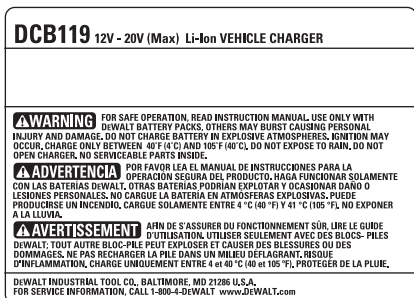 DCB119 12V - 20V (Max) Li-Ion VEHICLE CHARGER
⚠WARNING FOR SAFE OPERATION, READ INSTRUCTION MANUAL. USE ONLY WITH
DEWALT BATTERY PACKS, OTHERS MAY BURST CAUSING PERSONAL
INJURY AND DAMAGE. DO NOT CHARGE BATTERY IN EXPLOSIVE ATMOSPHERES. IGNITION MAY
OCCUR. CHARGE ONLY BETWEEN 40˚F (4˚C) AND 105˚F (40˚C). DO NOT EXPOSE TO RAIN. DO NOT
OPEN CHARGER. NO SERVICEABLE PARTS INSIDE.
⚠ADVERTENCIA POR FAVOR LEA EL MANUAL DE INSTRUCCIONES PARA LA
OPERACIÓN SEGURA DEL PRODUCTO. HAGA FUNCIONAR SOLAMENTE
CON LAS BATERÍAS DeWALT. OTRAS BATERÍAS PODRÍAN EXPLOTAR Y OCASIONAR DAÑO O
LESIONES PERSONALES. NO CARGUE LA BATERÍA EN ATMÓSFERAS EXPLOSIVAS. PUEDE
PRODUCIRSE UN INCENDIO. CARGUE SOLAMENTE ENTRE 4 °C (40 °F) Y 41 °C (105 °F). NO EXPONER
A LA LLUVIA.
⚠AVERTISSEMENT AFIN DE S'ASSURER DU FONCTIONNEMENT SÛR, LIRE LE GUIDE
D'UTILISATION. UTILISER SEULEMENT AVEC DES BLOCS- PILES
DEWALT; TOUT AUTRE BLOC-PILE PEUT EXPLOSER ET CAUSER DES BLESSURES OU DES
DOMMAGES. NE PAS RECHARGER LA PILE DANS UN MILIEU DÉFLAGRANT. RISQUE
D'INFLAMMATION. CHARGE UNIQUEMENT ENTRE 4 et 40 °C (40 et 105 °F). PROTEGÉR DE LA PLUIE.
DEWALT INDUSTRIAL TOOL CO., BALTIMORE, MD 21286 U.S.A.
FOR SERVICE INFORMATION, CALL 1-800-4-DEWALT www.DeWALT.com